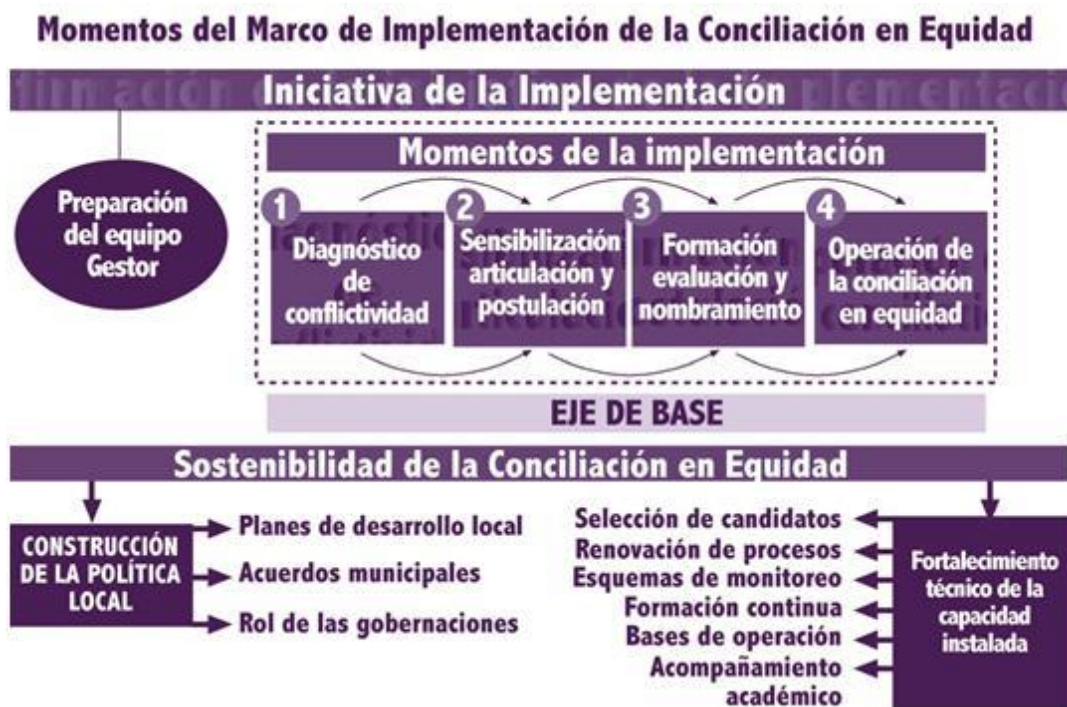 Momentos del Marco de Implementación de la Conciliación en Equidad
Iniciativa de la Implementación
Preparación
del equipo
Gestor
Momentos de la implementación
1
Diagnóstico
de
conflictividad
2
Sensibilización
articulación y
postulación
3
Formación
evaluación y
nombramiento
4
Operación de
la conciliación
en equidad
EJE DE BASE
Sostenibilidad de la Conciliación en Equidad
CONSTRUCCIÓN
DE LA POLÍTICA
LOCAL
Planes de desarrollo local
Acuerdos municipales
Rol de las gobernaciones
Selección de candidatos
Renovación de procesos
Esquemas de monitoreo
Formación continua
Bases de operación
Acompañamiento
académico
Fortalecimiento
técnico de la
capacidad
instalada